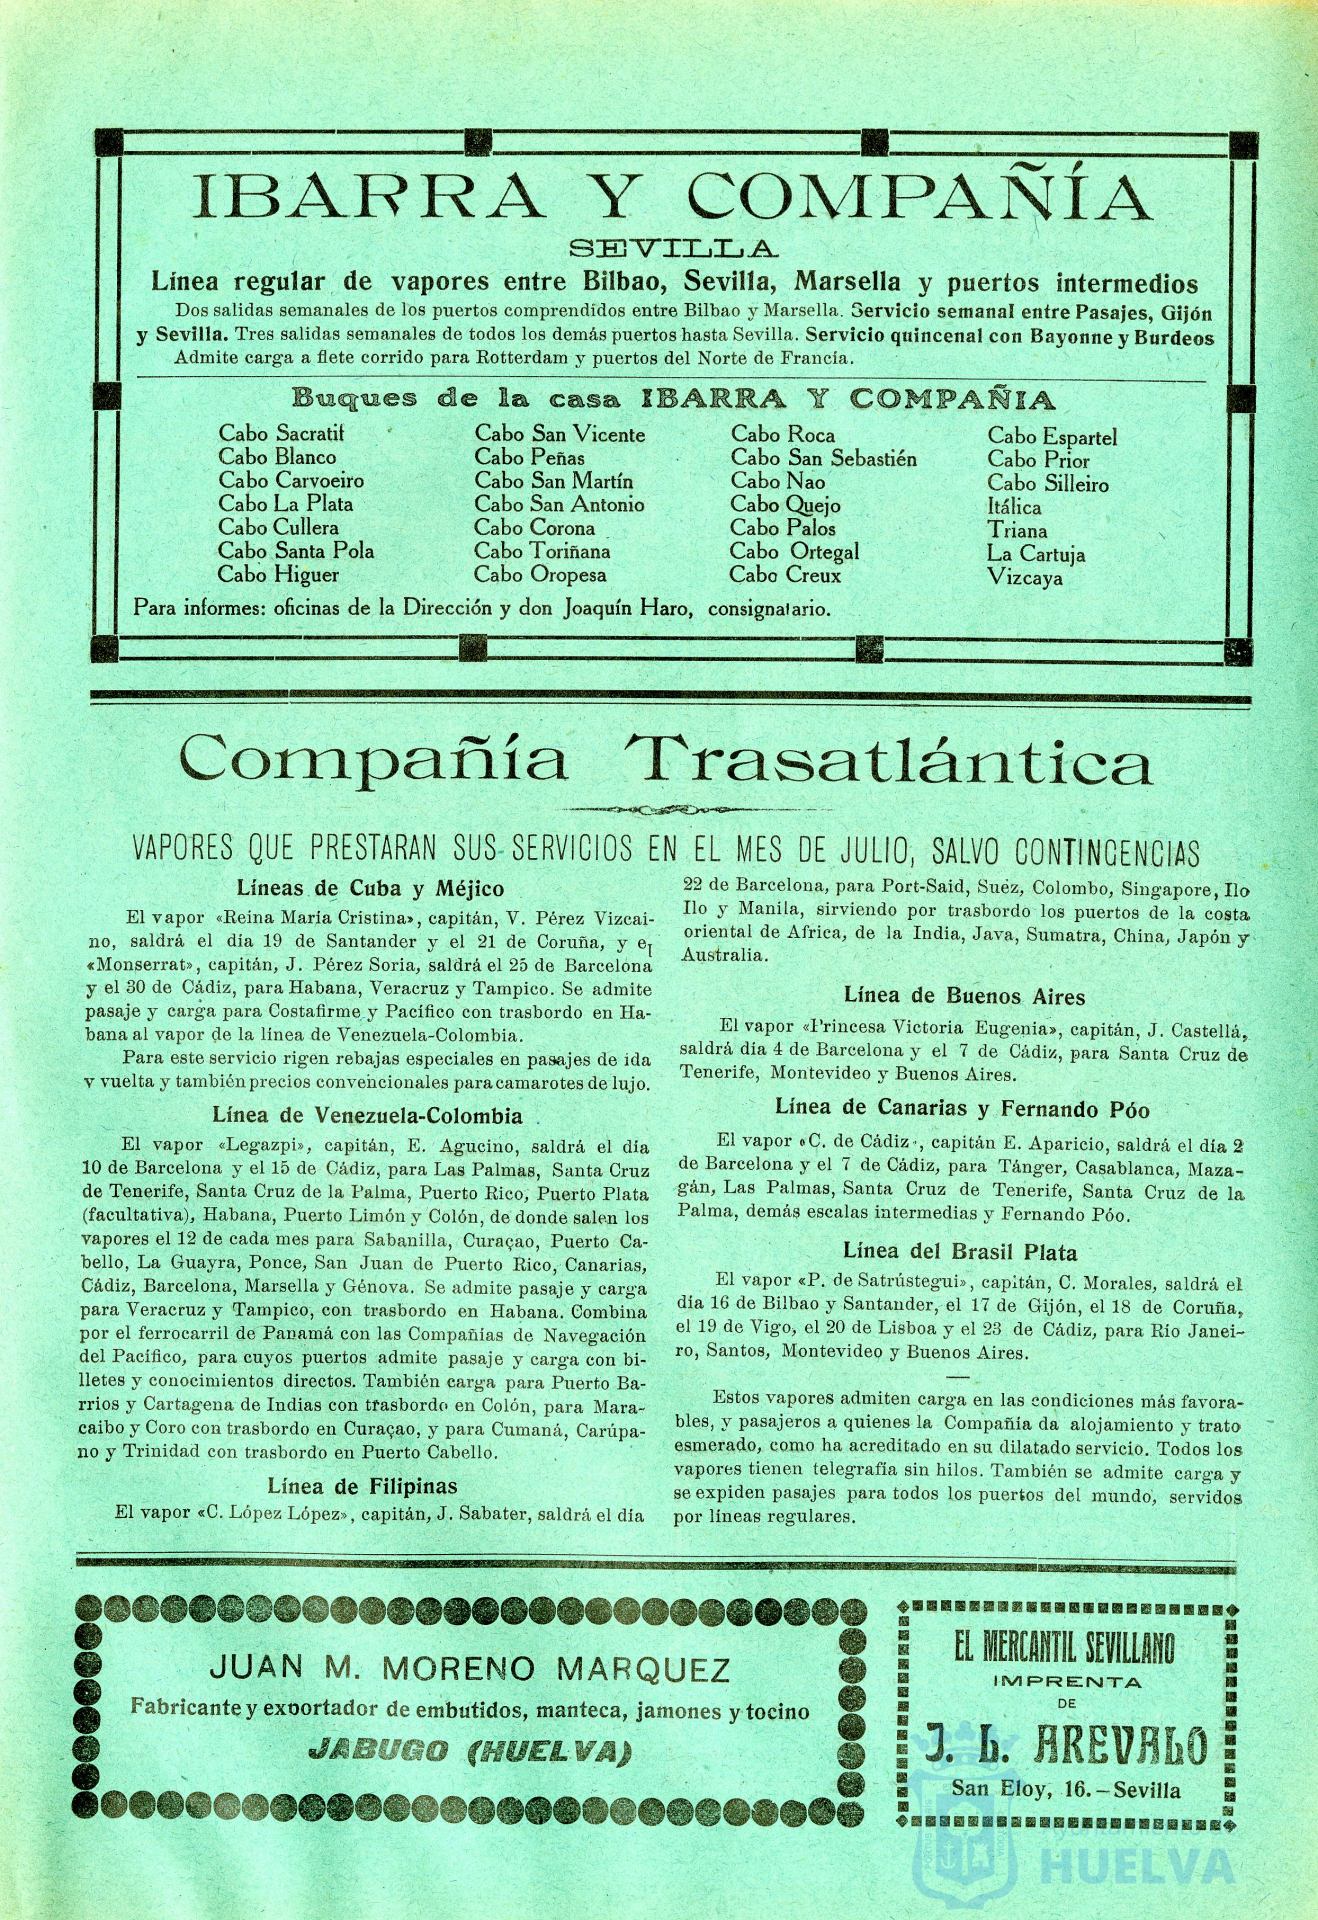 IBARRA Y COMPAÑÍA
SEVILLA
Línea regular de vapores entre Bilbao, Sevilla, Marsella y puertos intermedios
Dos salidas semanales de los puertos comprendidos entre Bilbao y Marsella. Servicio semanal entre Pasajes, Gijón
y Sevilla. Tres salidas semanales de todos los demás puertos hasta Sevilla. Servicio quincenal con Bayonne y Burdeos
Admite carga a flete corrido para Rotterdam y puertos del Norte de Francia.
Buques de la casa IBARRA Y COMPAÑIA
Cabo Sacratif
Cabo Blanco
Cabo Carvoeiro
Cabo La Plata
Cabo Cullera
Cabo Santa Pola
Cabo Higuer
Cabo San Vicente
Cabo Peñas
Cabo San Martín
Cabo San Antonio
Cabo Corona
Cabo Toriñana
Cabo Oropesa
Cabo Roca
Cabo San Sebastién
Cabo Nao
Cabo Quejo
Cabo Palos
Cabo Ortegal
Cabo Creux
Cabo Espartel
Cabo Prior
Cabo Silleiro
Itálica
Triana
La Cartuja
Vizcaya
Para informes: oficinas de la Dirección y don Joaquín Haro, consignatario.
Compañía Trasatlántica
VAPORES QUE PRESTARAN SUS SERVICIOS EN EL MES DE JULIO, SALVO CONTINGENCIAS
Líneas de Cuba y Méjico
El vapor «Reina María Cristina», capitán, V. Pérez Vizcai-
no, saldrá el día 19 de Santander y el 21 de Coruña, y el
«Monserrat», capitán, J. Pérez Soria, saldrá el 25 de Barcelona
y el 30 de Cádiz, para Habana, Veracruz y Tampico. Se admite
pasaje y carga para Costafirme y Pacífico con trasbordo en Ha-
bana al vapor de la línea de Venezuela-Colombia.
Para este servicio rigen rebajas especiales en pasajes de ida
y vuelta y también precios convencionales para camarotes de lujo.
Línea de Venezuela-Colombia
El vapor «Legazpi», capitán, E. Agucino, saldrá el día
10 de Barcelona y el 15 de Cádiz, para Las Palmas, Santa Cruz
de Tenerife, Santa Cruz de la Palma, Puerto Rico, Puerto Plata
(facultativa), Habana, Puerto Limón y Colón, de donde salen los
vapores el 12 de cada mes para Sabanilla, Curaçao, Puerto Ca-
bello, La Guayra, Ponce, San Juan de Puerto Rico, Canarias,
Cádiz, Barcelona, Marsella y Génova. Se admite pasaje y carga
para Veracruz y Tampico, con trasbordo en Habana. Combina
por el ferrocarril de Panamá con las Compañías de Navegación
del Pacífico, para cuyos puertos admite pasaje y carga con bi-
lletes y conocimientos directos. También carga para Puerto Ba-
rrios y Cartagena de Indias con trasbordo en Colón, para Mara-
caibo y Coro con trasbordo en Curaçao, y para Cumaná, Carúpa-
no y Trinidad con trasbordo en Puerto Cabello.
Línea de Filipinas
El vapor «C. López López», capitán, J. Sabater, saldrá el día
22 de Barcelona, para Port-Said, Suéz, Colombo, Singapore, Ilo
Ilo y Manila, sirviendo por trasbordo los puertos de la costa
oriental de Africa, de la India, Java, Sumatra, China, Japón y
Australia.
Línea de Buenos Aires
El vapor «Princesa Victoria Eugenia», capitán, J. Castellá,
saldrá día 4 de Barcelona y el 7 de Cádiz, para Santa Cruz de
Tenerife, Montevideo y Buenos Aires.
Línea de Canarias y Fernando Póo
El vapor «C. de Cádiz», capitán E. Aparicio, saldrá el día 2
de Barcelona y el 7 de Cádiz, para Tánger, Casablanca, Maza-
gán, Las Palmas, Santa Cruz de Tenerife, Santa Cruz de la
Palma, demás escalas intermedias y Fernando Póo.
Línea del Brasil Plata
El vapor «P. de Satrústegui», capitán, C. Morales, saldrá el
día 16 de Bilbao y Santander, el 17 de Gijón, el 18 de Coruña,
el 19 de Vigo, el 20 de Lisboa y el 23 de Cádiz, para Río Janei-
ro, Santos, Montevideo y Buenos Aires.
Estos vapores admiten carga en las condiciones más favora-
bles, y pasajeros a quienes la Compañía da alojamiento y trato
esmerado, como ha acreditado en su dilatado servicio. Todos los
vapores tienen telegrafía sin hilos. También se admite carga y
se expiden pasajes para todos los puertos del mundo, servidos
por líneas regulares.
JUAN M. MORENO MARQUEZ
Fabricante y exportador de embutidos, manteca, jamones y tocino
JABUGO (HUELVA)
EL MERCANTIL SEVILLANO
IMPRENTA
DE
J. L. AREVALO
San Eloy, 16.-Sevilla
Ayuntamiento
HUELVA